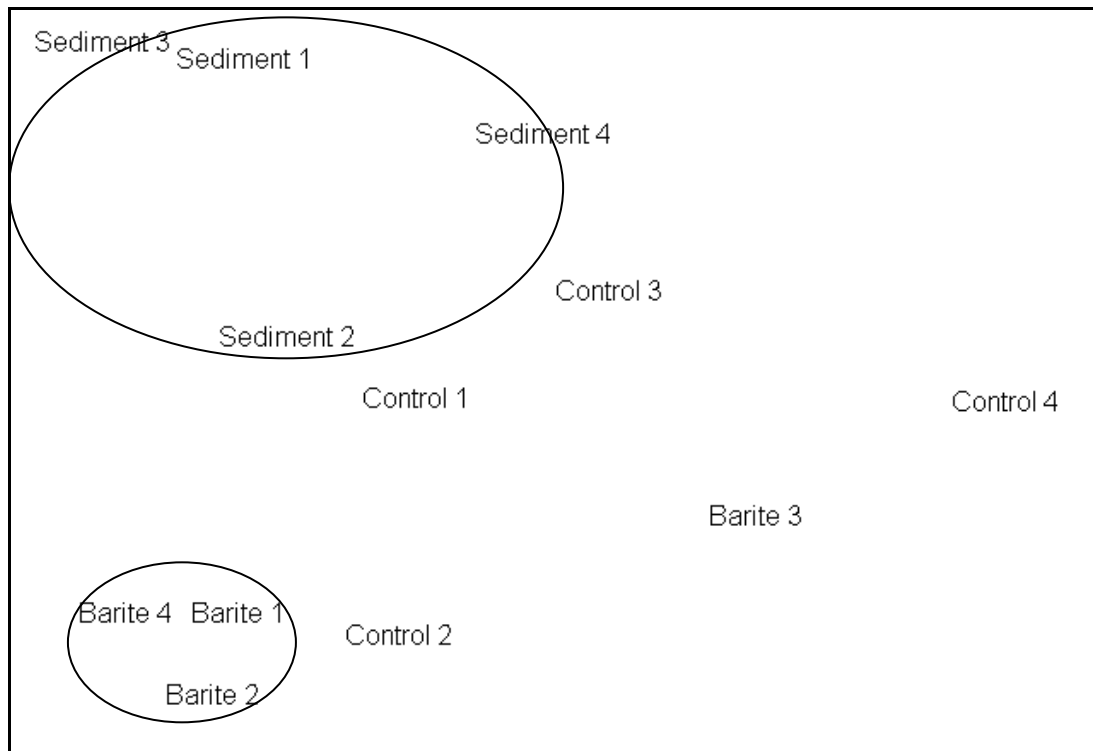 Sediment 3
Sediment 1
Sediment 4
Control 3
Sediment 2
Control 1
Control 4
Barite 3
Barite 4
Barite 1
Control 2
Barite 2